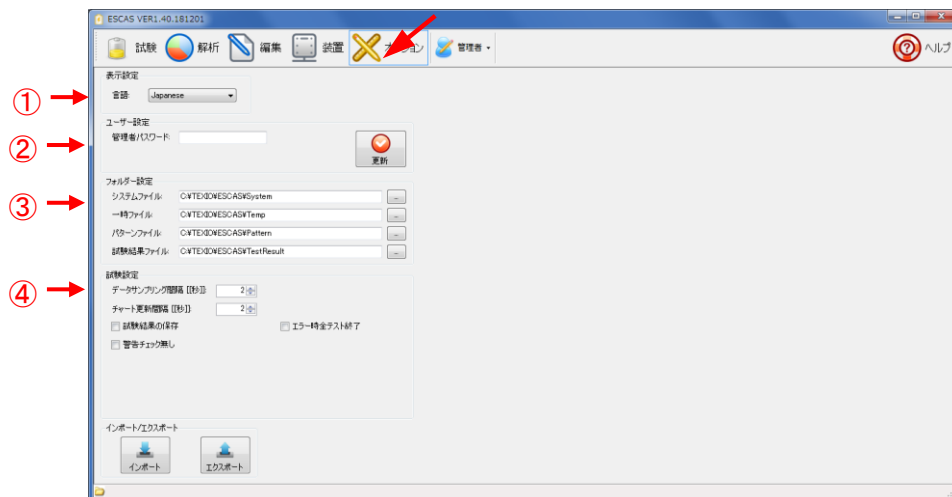 ESCAS VER1.40.181201
試験 解析 編集 装置 オプション 管理者 ヘルプ
表示設定
① 言語: Japanese
ユーザー設定
② 管理者パスワード:
更新
フォルダー設定
③ システムファイル: C:¥TEXIO¥ESCAS¥System ...
一時ファイル: C:¥TEXIO¥ESCAS¥Temp ...
パターンファイル: C:¥TEXIO¥ESCAS¥Pattern ...
試験結果ファイル: C:¥TEXIO¥ESCAS¥TestResult ...
試験設定
④ データサンプリング間隔 [[秒]]: 2
チャート更新間隔 [[秒]] 2
試験結果の保存 エラー時全テスト終了
警告チェック無し
インポート/エクスポート
インポート エクスポート